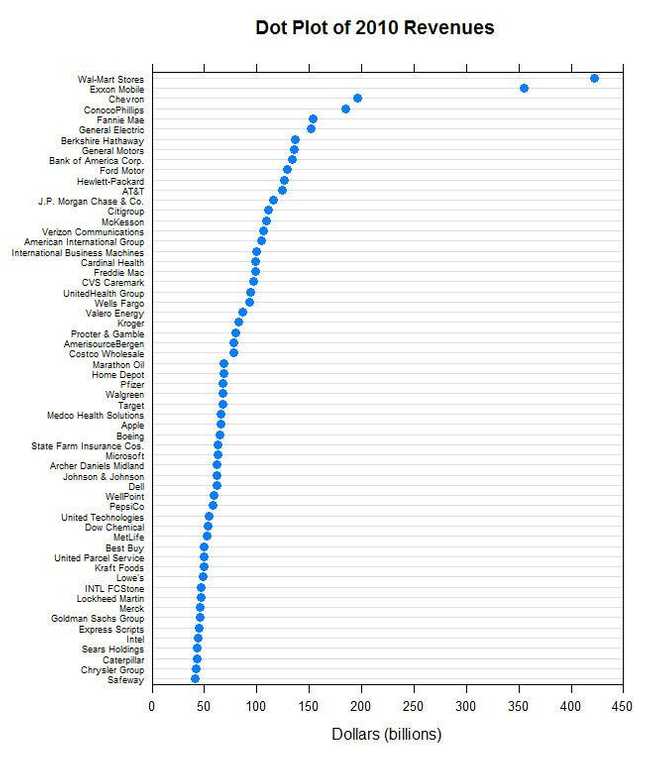 Dot Plot of 2010 Revenues
Wal-Mart Stores
Exxon Mobile
Chevron
ConocoPhillips
Fannie Mae
General Electric
Berkshire Hathaway
General Motors
Bank of America Corp.
Ford Motor
Hewlett-Packard
AT&T
J.P. Morgan Chase & Co.
Citigroup
McKesson
Verizon Communications
American International Group
International Business Machines
Cardinal Health
Freddie Mac
CVS Caremark
UnitedHealth Group
Wells Fargo
Valero Energy
Kroger
Procter & Gamble
AmerisourceBergen
Costco Wholesale
Marathon Oil
Home Depot
Pfizer
Walgreen
Target
Medco Health Solutions
Apple
Boeing
State Farm Insurance Cos.
Microsoft
Archer Daniels Midland
Johnson & Johnson
Dell
WellPoint
PepsiCo
United Technologies
Dow Chemical
MetLife
Best Buy
United Parcel Service
Kraft Foods
Lowe's
INTL FCStone
Lockheed Martin
Merck
Goldman Sachs Group
Express Scripts
Intel
Sears Holdings
Caterpillar
Chrysler Group
Safeway
0 50 100 150 200 250 300 350 400 450
Dollars (billions)